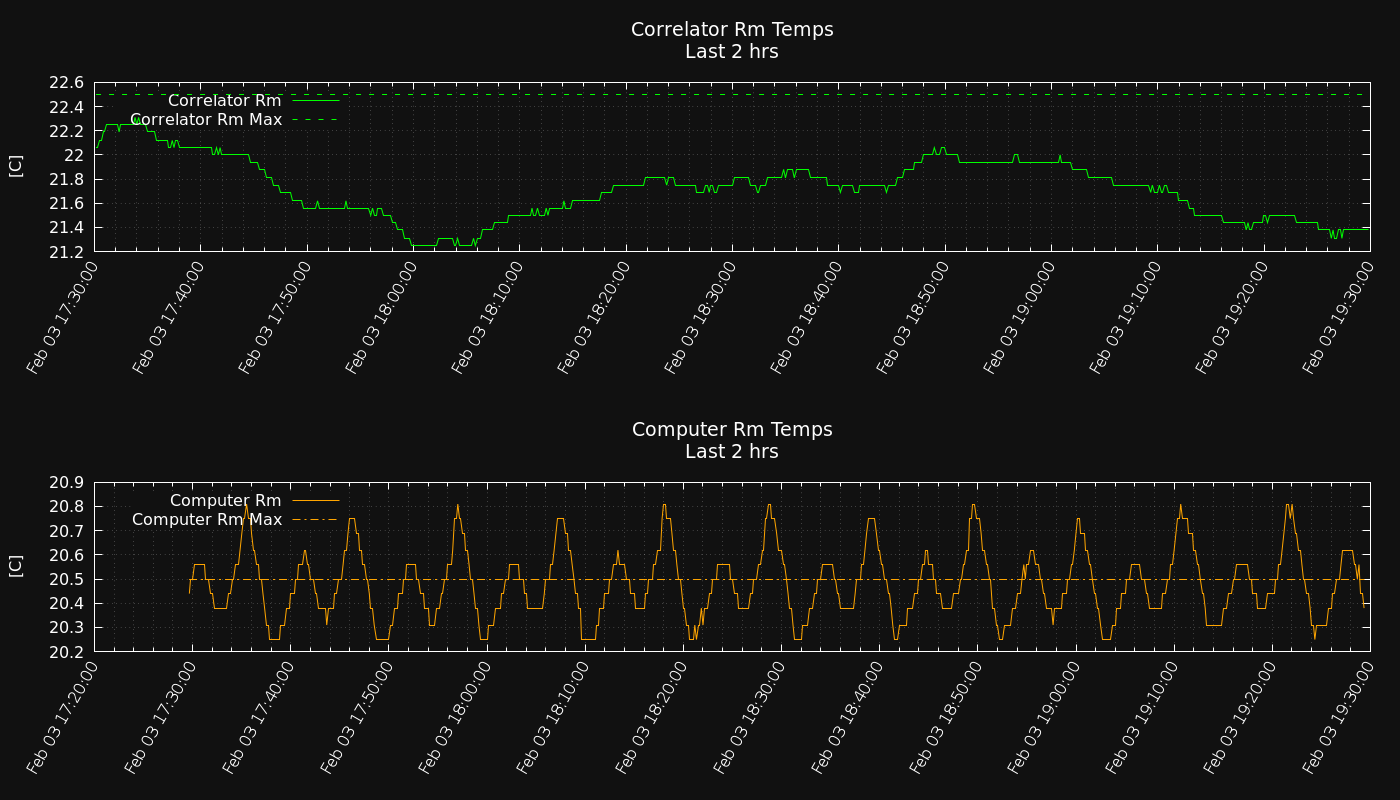 Correlator Rm Temps
Last 2 hrs
22.6
22.4
22.2
22
21.8
21.6
21.4
21.2
[C]
Correlator Rm
Correlator Rm Max
Feb 03 17:30:00
Feb 03 17:40:00
Feb 03 17:50:00
Feb 03 18:00:00
Feb 03 18:10:00
Feb 03 18:20:00
Feb 03 18:30:00
Feb 03 18:40:00
Feb 03 18:50:00
Feb 03 19:00:00
Feb 03 19:10:00
Feb 03 19:20:00
Feb 03 19:30:00
Computer Rm Temps
Last 2 hrs
20.9
20.8
20.7
20.6
20.5
20.4
20.3
20.2
[C]
Computer Rm
Computer Rm Max
Feb 03 17:20:00
Feb 03 17:30:00
Feb 03 17:40:00
Feb 03 17:50:00
Feb 03 18:00:00
Feb 03 18:10:00
Feb 03 18:20:00
Feb 03 18:30:00
Feb 03 18:40:00
Feb 03 18:50:00
Feb 03 19:00:00
Feb 03 19:10:00
Feb 03 19:20:00
Feb 03 19:30:00